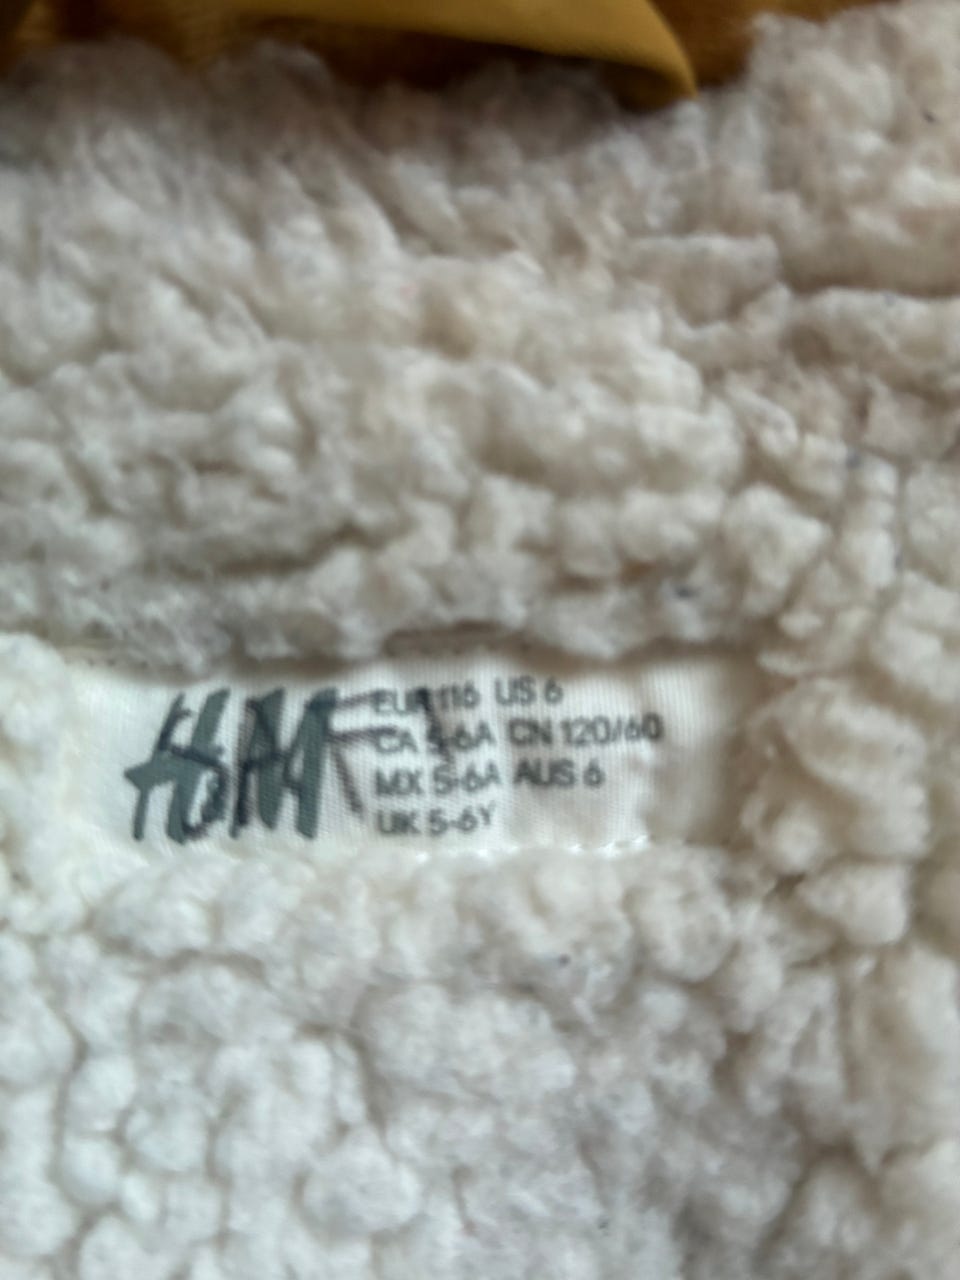 H&M
EUR 116 US 6
CA 5-6A CN 120/60
MX 5-6A AUS 6
UK 5-6Y